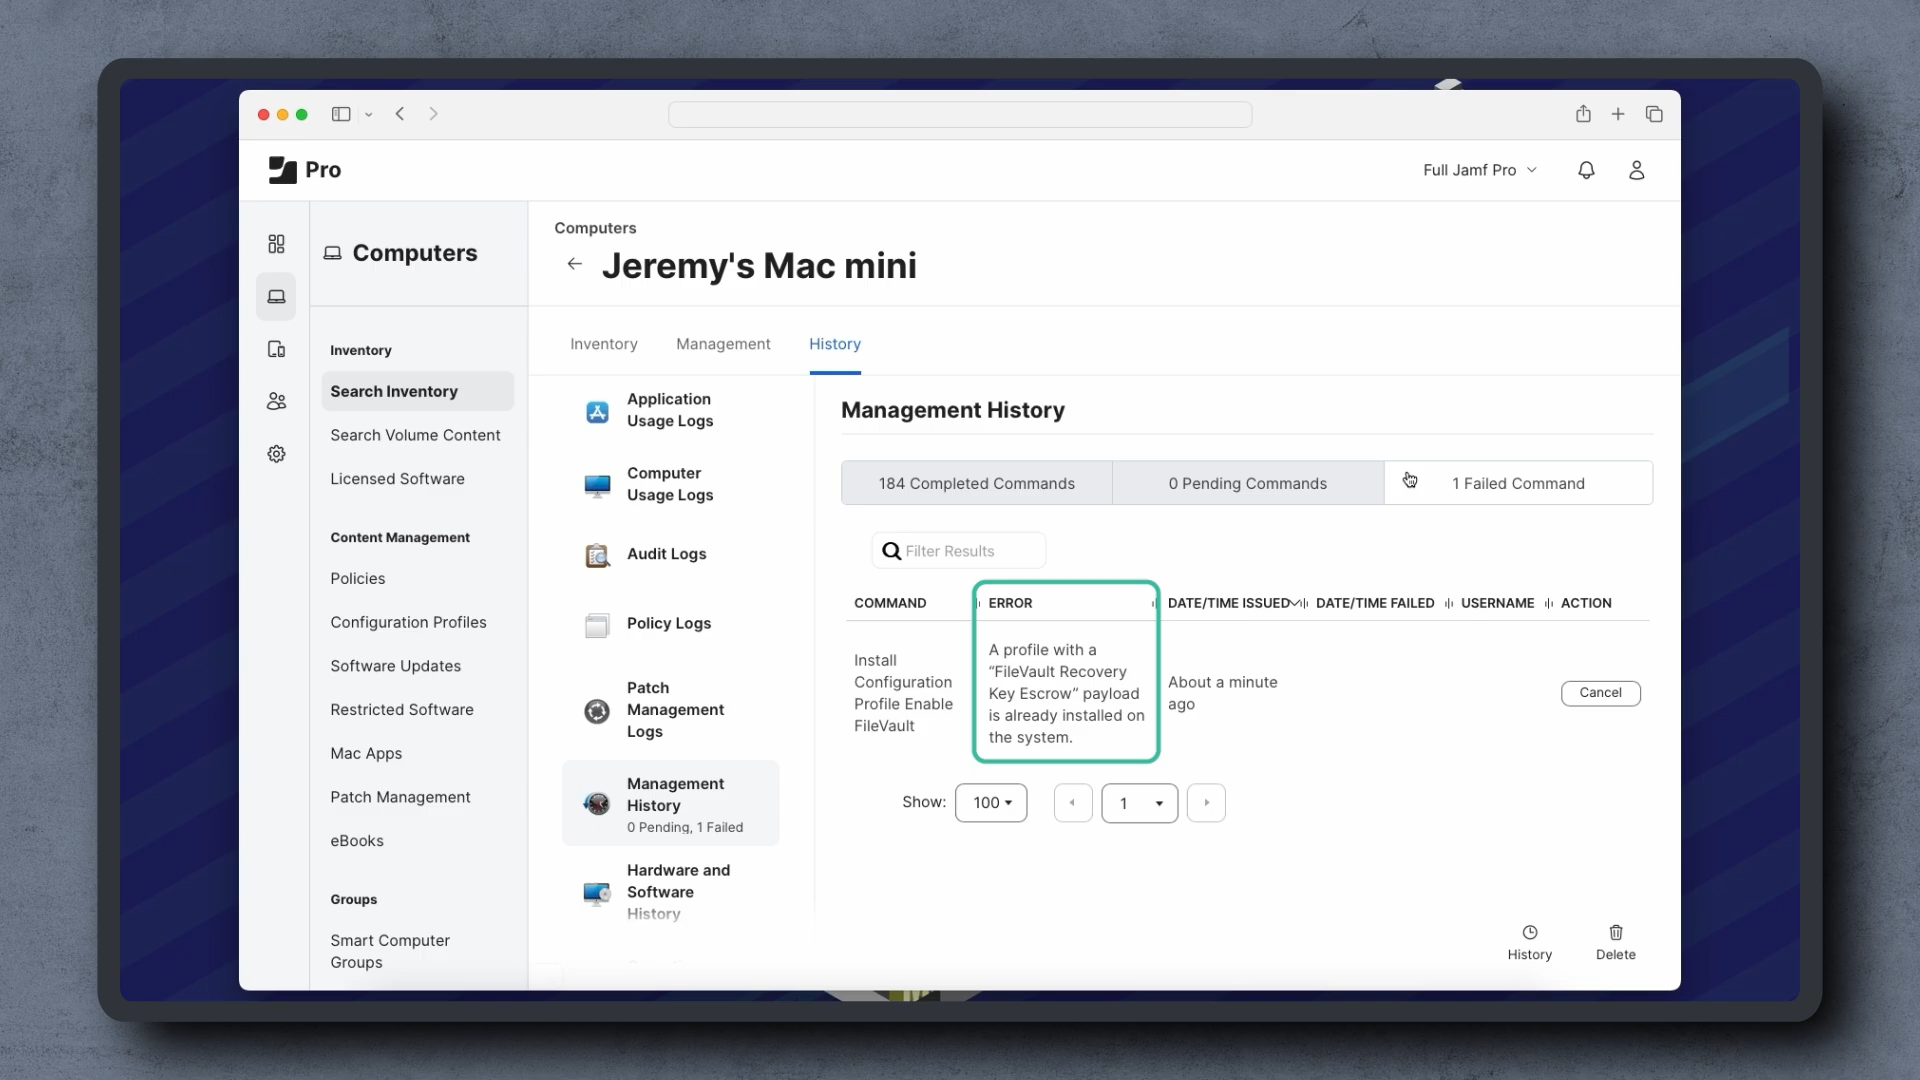 Pro
Full Jamf Pro
Computers
Inventory
Search Inventory
Search Volume Content
Licensed Software
Content Management
Policies
Configuration Profiles
Software Updates
Restricted Software
Mac Apps
Patch Management
eBooks
Groups
Smart Computer
Groups
Computers
Jeremy's Mac mini
Inventory
Management
History
Application
Usage Logs
Computer
Usage Logs
Audit Logs
Policy Logs
Patch
Management
Logs
Management
History
0 Pending, 1 Failed
Hardware and
Software
History
Management History
184 Completed Commands
0 Pending Commands
1 Failed Command
Filter Results
COMMAND
ERROR
DATE/TIME ISSUED
DATE/TIME FAILED
USERNAME
ACTION
Install
Configuration
Profile Enable
FileVault
A profile with a
“FileVault Recovery
Key Escrow” payload
is already installed on
the system.
About a minute
ago
Cancel
Show:
100
1
History
Delete